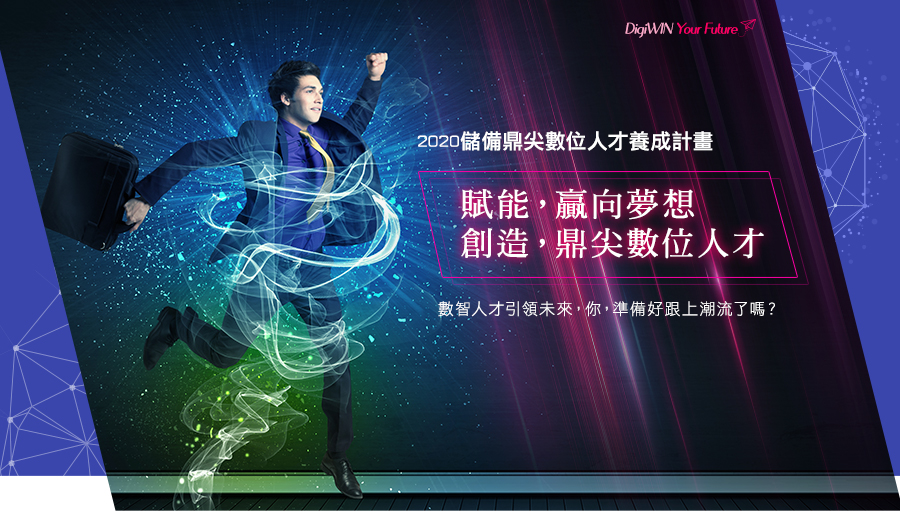 DigiWIN Your Future
2020儲備鼎尖數位人才養成計畫
賦能，贏向夢想
創造，鼎尖數位人才
數智人才引領未來，你，準備好跟上潮流了嗎？